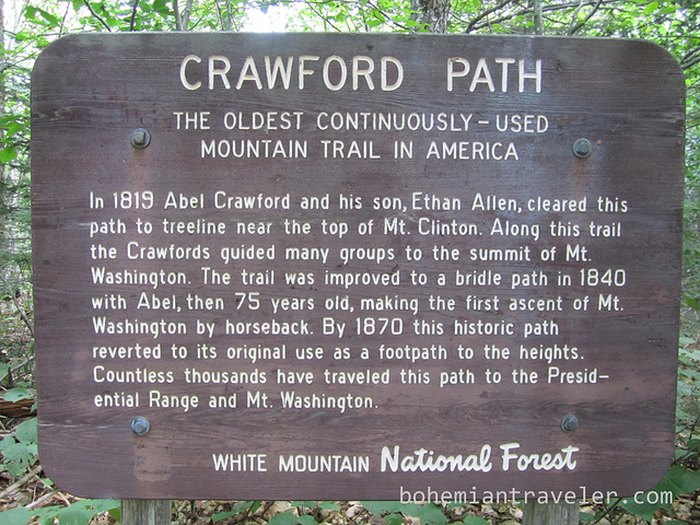 CRAWFORD PATH
THE OLDEST CONTINUOUSLY-USED
MOUNTAIN TRAIL IN AMERICA
In 1819 Abel Crawford and his son, Ethan Allen, cleared this
path to treeline near the top of Mt. Clinton. Along this trail
the Crawfords guided many groups to the summit of Mt.
Washington. The trail was improved to a bridle path in 1840
with Abel, then 75 years old, making the first ascent of Mt.
Washington by horseback. By 1870 this historic path
reverted to its original use as a footpath to the heights.
Countless thousands have traveled this path to the Presid-
ential Range and Mt. Washington.
WHITE MOUNTAIN National Forest
bohemiantraveler.com